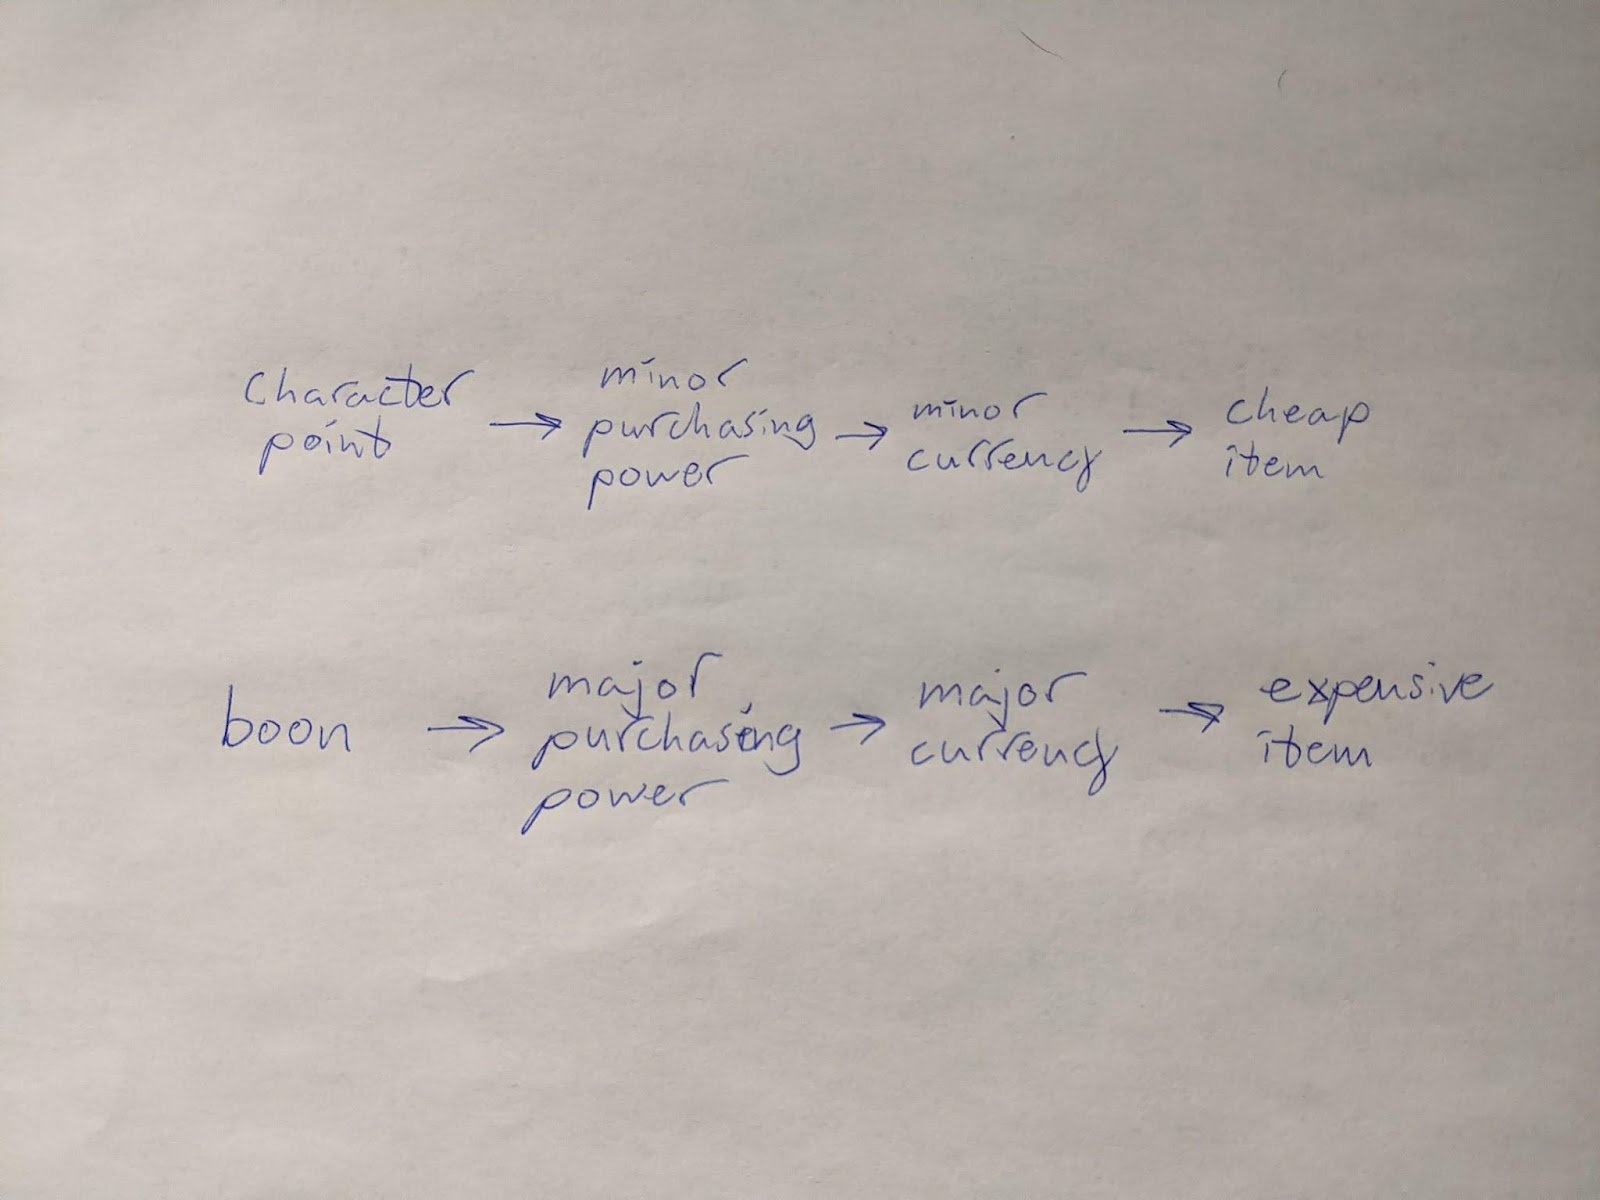 character
point
→
minor
purchasing
power
→
minor
currency
→
cheap
item
boon
→
major
purchasing
power
→
major
currency
→
expensive
item